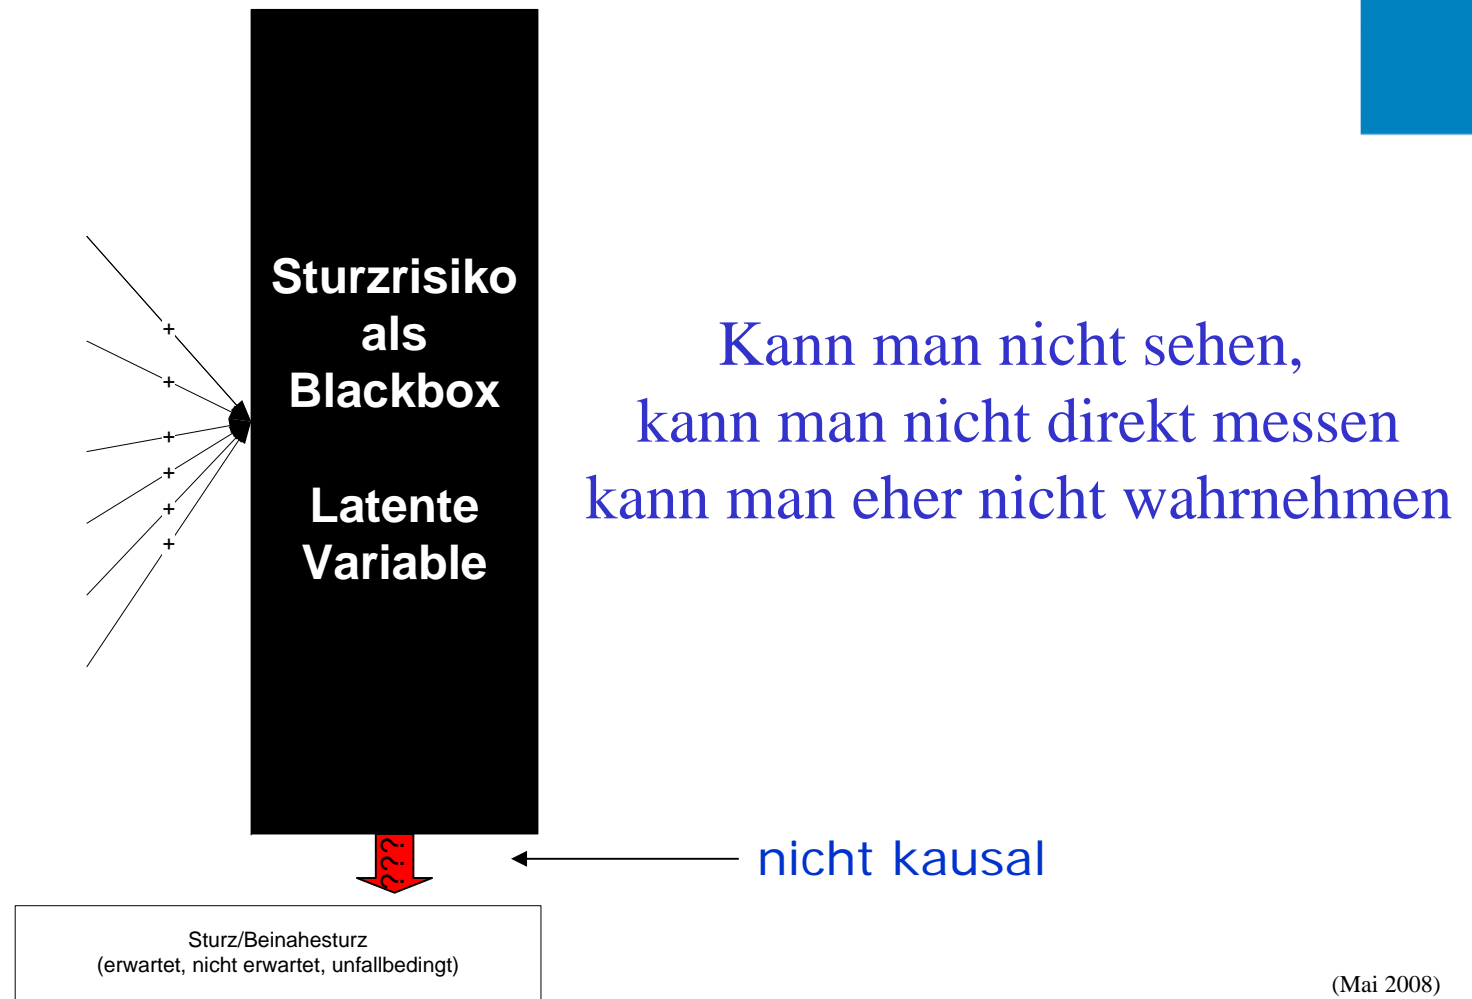 Sturzrisiko
als
Blackbox
Latente
Variable
+
+
+
+
+
+
Kann man nicht sehen,
kann man nicht direkt messen
kann man eher nicht wahrnehmen
???
nicht kausal
Sturz/Beinahesturz
(erwartet, nicht erwartet, unfallbedingt)
(Mai 2008)